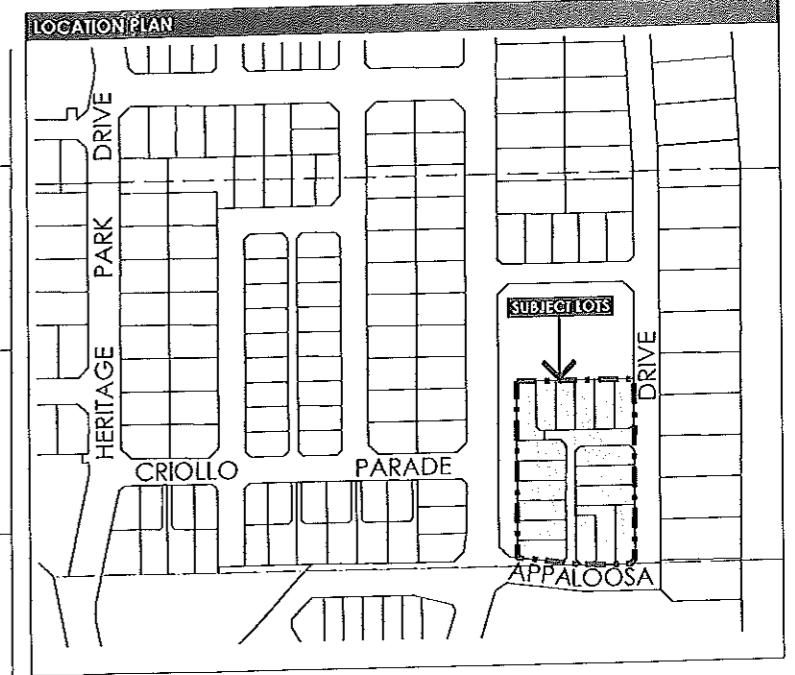 LOCATION PLAN
HERITAGE PARK DRIVE
SUBJECT LOTS
DRIVE
CRIOLLO PARADE
APPALOOSA